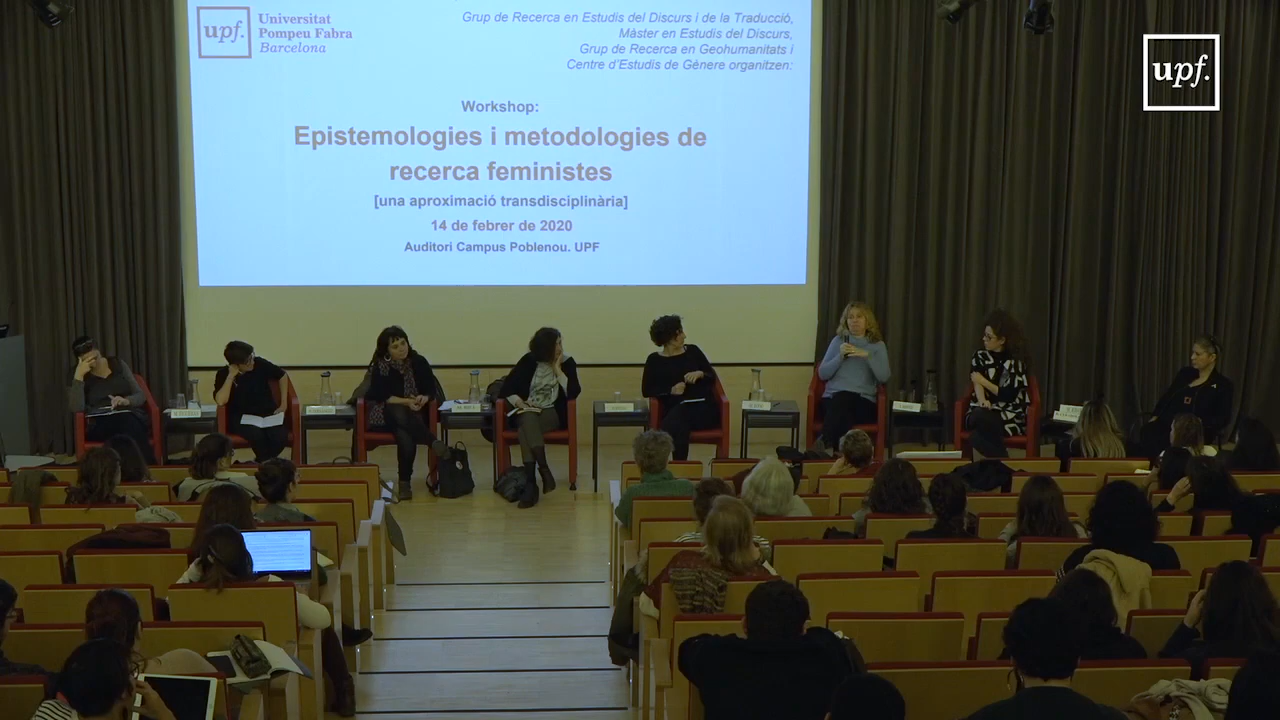 upf.
Universitat
Pompeu Fabra
Barcelona
Grup de Recerca en Estudis del Discurs i de la Traducció,
Màster en Estudis del Discurs,
Grup de Recerca en Geohumanitats i
Centre d'Estudis de Gènere organitzen:
Workshop:
Epistemologies i metodologies de
recerca feministes
[una aproximació transdisciplinària]
14 de febrer de 2020
Auditori Campus Poblenou. UPF
upf.